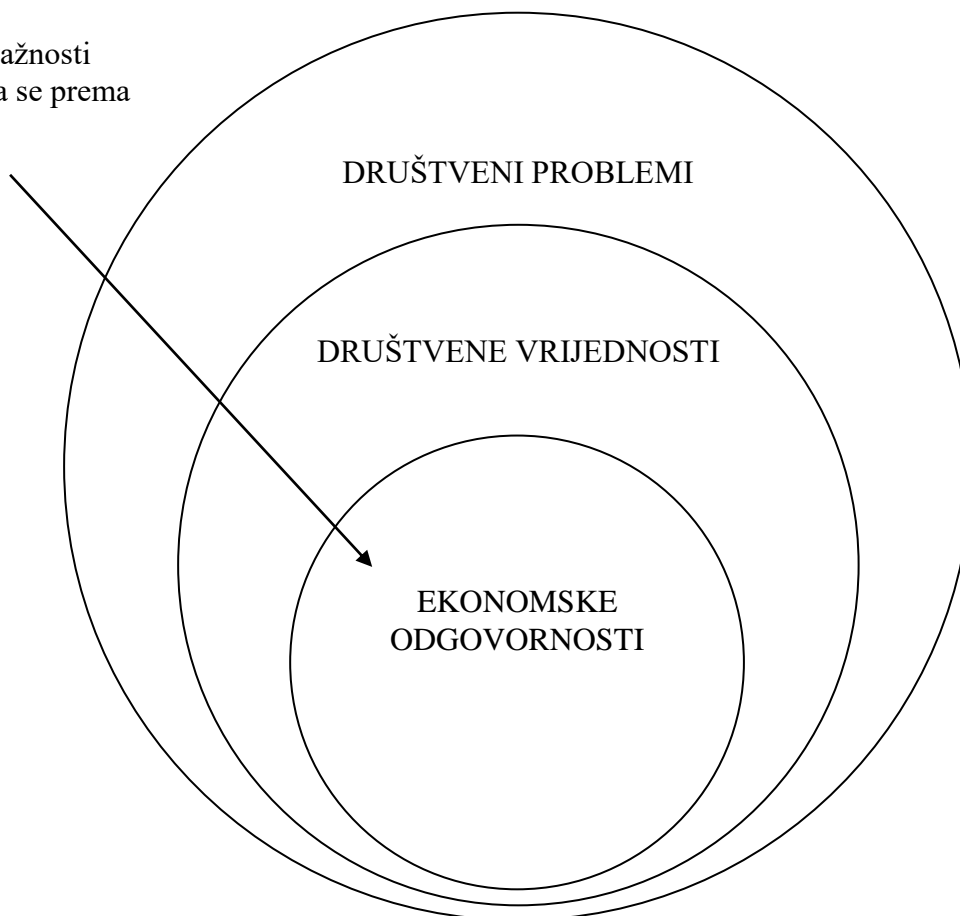 ažnosti
a se prema
DRUŠTVENI PROBLEMI
DRUŠTVENE VRIJEDNOSTI
EKONOMSKE
ODGOVORNOSTI